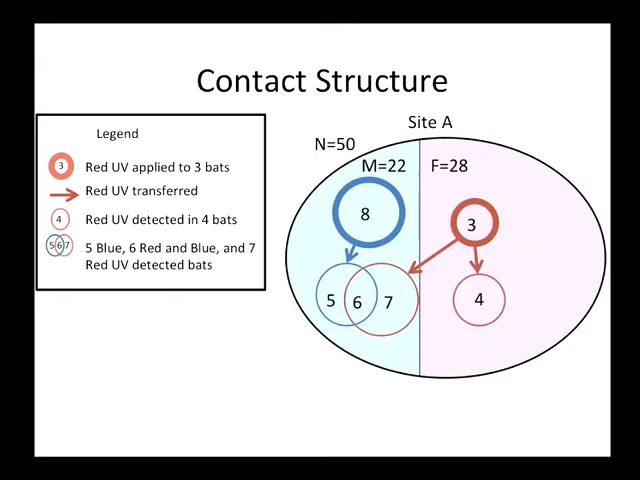 Contact Structure
Legend
3
Red UV applied to 3 bats
Red UV transferred
4
Red UV detected in 4 bats
5 6 7
5 Blue, 6 Red and Blue, and 7
Red UV detected bats
Site A
N=50
M=22
F=28
8
3
5
6
7
4